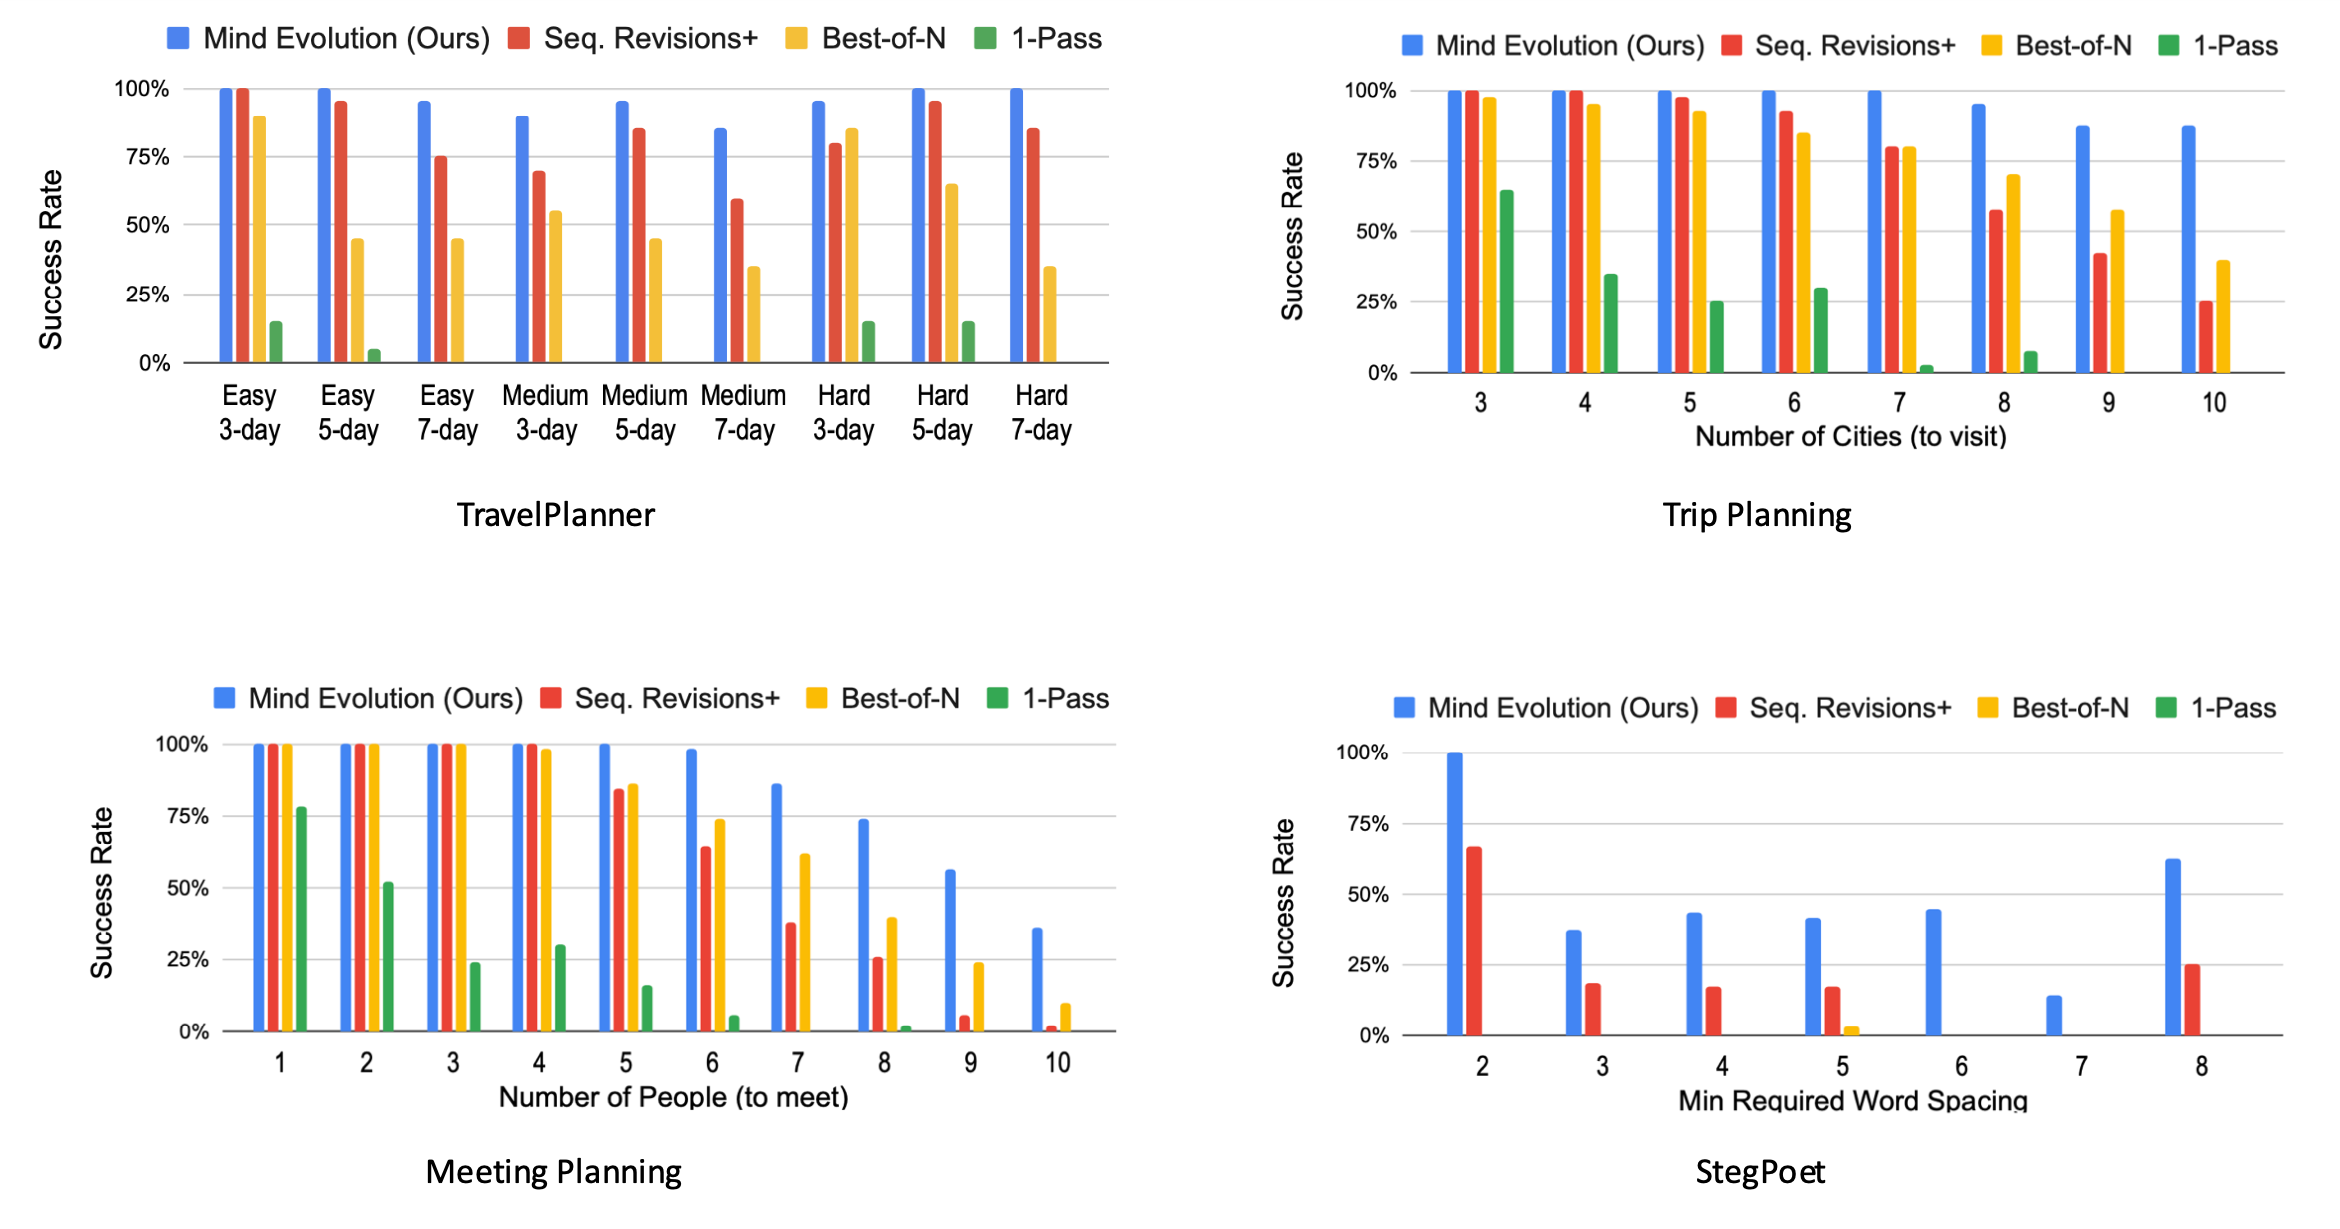 Mind Evolution (Ours) Seq. Revisions+ Best-of-N 1-Pass
100%
75%
50%
25%
0%
Success Rate
Easy 3-day
Easy 5-day
Easy 7-day
Medium 3-day
Medium 5-day
Medium 7-day
Hard 3-day
Hard 5-day
Hard 7-day
TravelPlanner
Mind Evolution (Ours) Seq. Revisions+ Best-of-N 1-Pass
100%
75%
50%
25%
0%
Success Rate
3 4 5 6 7 8 9 10
Number of Cities (to visit)
Trip Planning
Mind Evolution (Ours) Seq. Revisions+ Best-of-N 1-Pass
100%
75%
50%
25%
0%
Success Rate
1 2 3 4 5 6 7 8 9 10
Number of People (to meet)
Meeting Planning
Mind Evolution (Ours) Seq. Revisions+ Best-of-N 1-Pass
100%
75%
50%
25%
0%
Success Rate
2 3 4 5 6 7 8
Min Required Word Spacing
StegPoet